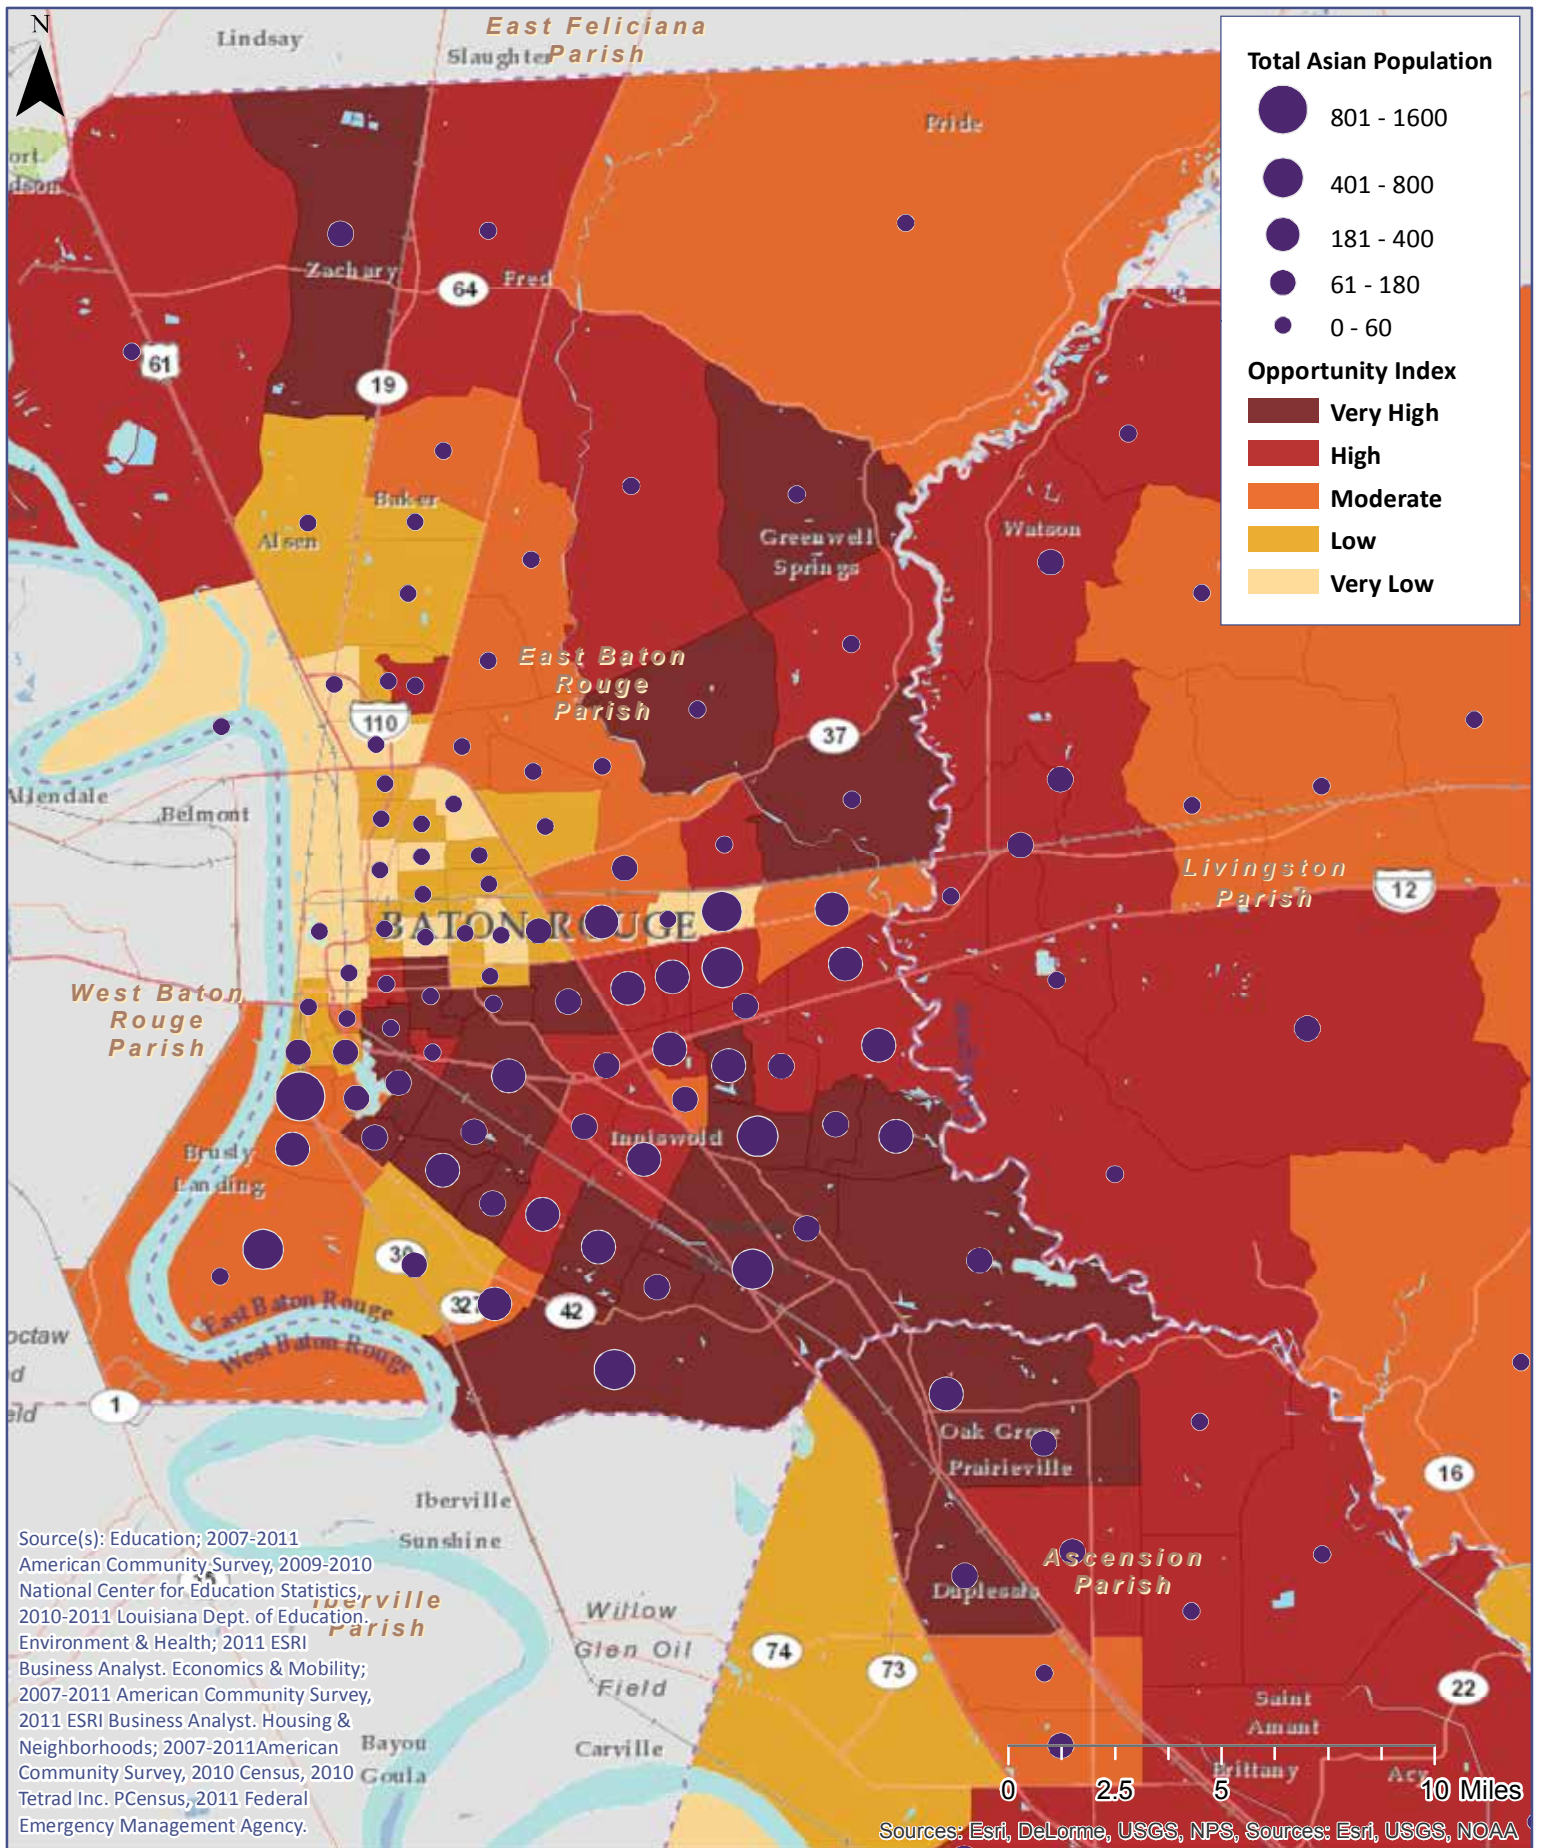 N
Lindsay
East Feliciana
Parish
Slaughter
Pride
Total Asian Population
801 - 1600
401 - 800
181 - 400
61 - 180
0 - 60
Opportunity Index
Very High
High
Moderate
Low
Very Low
Zachary
64
Fred
61
19
Baker
Alsen
Greenwell
Springs
Watson
East Baton
Rouge
Parish
110
37
Allendale
Belmont
Livingston
Parish
12
BATON ROUGE
West Baton
Rouge
Parish
Inniswold
Brusly
Landing
30
327
42
East Baton Rouge
West Baton Rouge
1
Oak Grove
Prairieville
16
Iberville
Sunshine
Ascension
Parish
Duplessis
Iberville
Parish
Willow
Glen Oil
Field
74
73
22
Saint
Amant
Bayou
Goula
Carville
Brittany
Acy
0 2.5 5 10 Miles
Source(s): Education; 2007-2011
American Community Survey, 2009-2010
National Center for Education Statistics,
2010-2011 Louisiana Dept. of Education.
Environment & Health; 2011 ESRI
Business Analyst. Economics & Mobility;
2007-2011 American Community Survey,
2011 ESRI Business Analyst. Housing &
Neighborhoods; 2007-2011American
Community Survey, 2010 Census, 2010
Tetrad Inc. PCensus, 2011 Federal
Emergency Management Agency.
Sources: Esri, DeLorme, USGS, NPS, Sources: Esri, USGS, NOAA